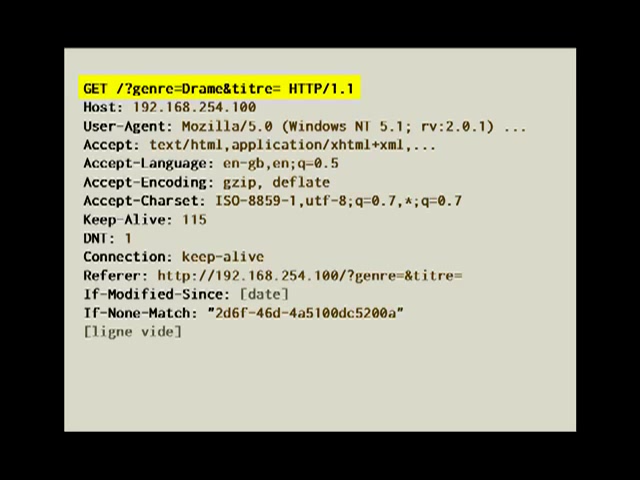 GET /?genre=Drame&titre= HTTP/1.1
Host: 192.168.254.100
User-Agent: Mozilla/5.0 (Windows NT 5.1; rv:2.0.1) ...
Accept: text/html,application/xhtml+xml,...
Accept-Language: en-gb,en;q=0.5
Accept-Encoding: gzip, deflate
Accept-Charset: ISO-8859-1,utf-8;q=0.7,*;q=0.7
Keep-Alive: 115
DNT: 1
Connection: keep-alive
Referer: http://192.168.254.100/?genre=&titre=
If-Modified-Since: [date]
If-None-Match: "2d6f-46d-4a5100dc5200a"
[ligne vide]